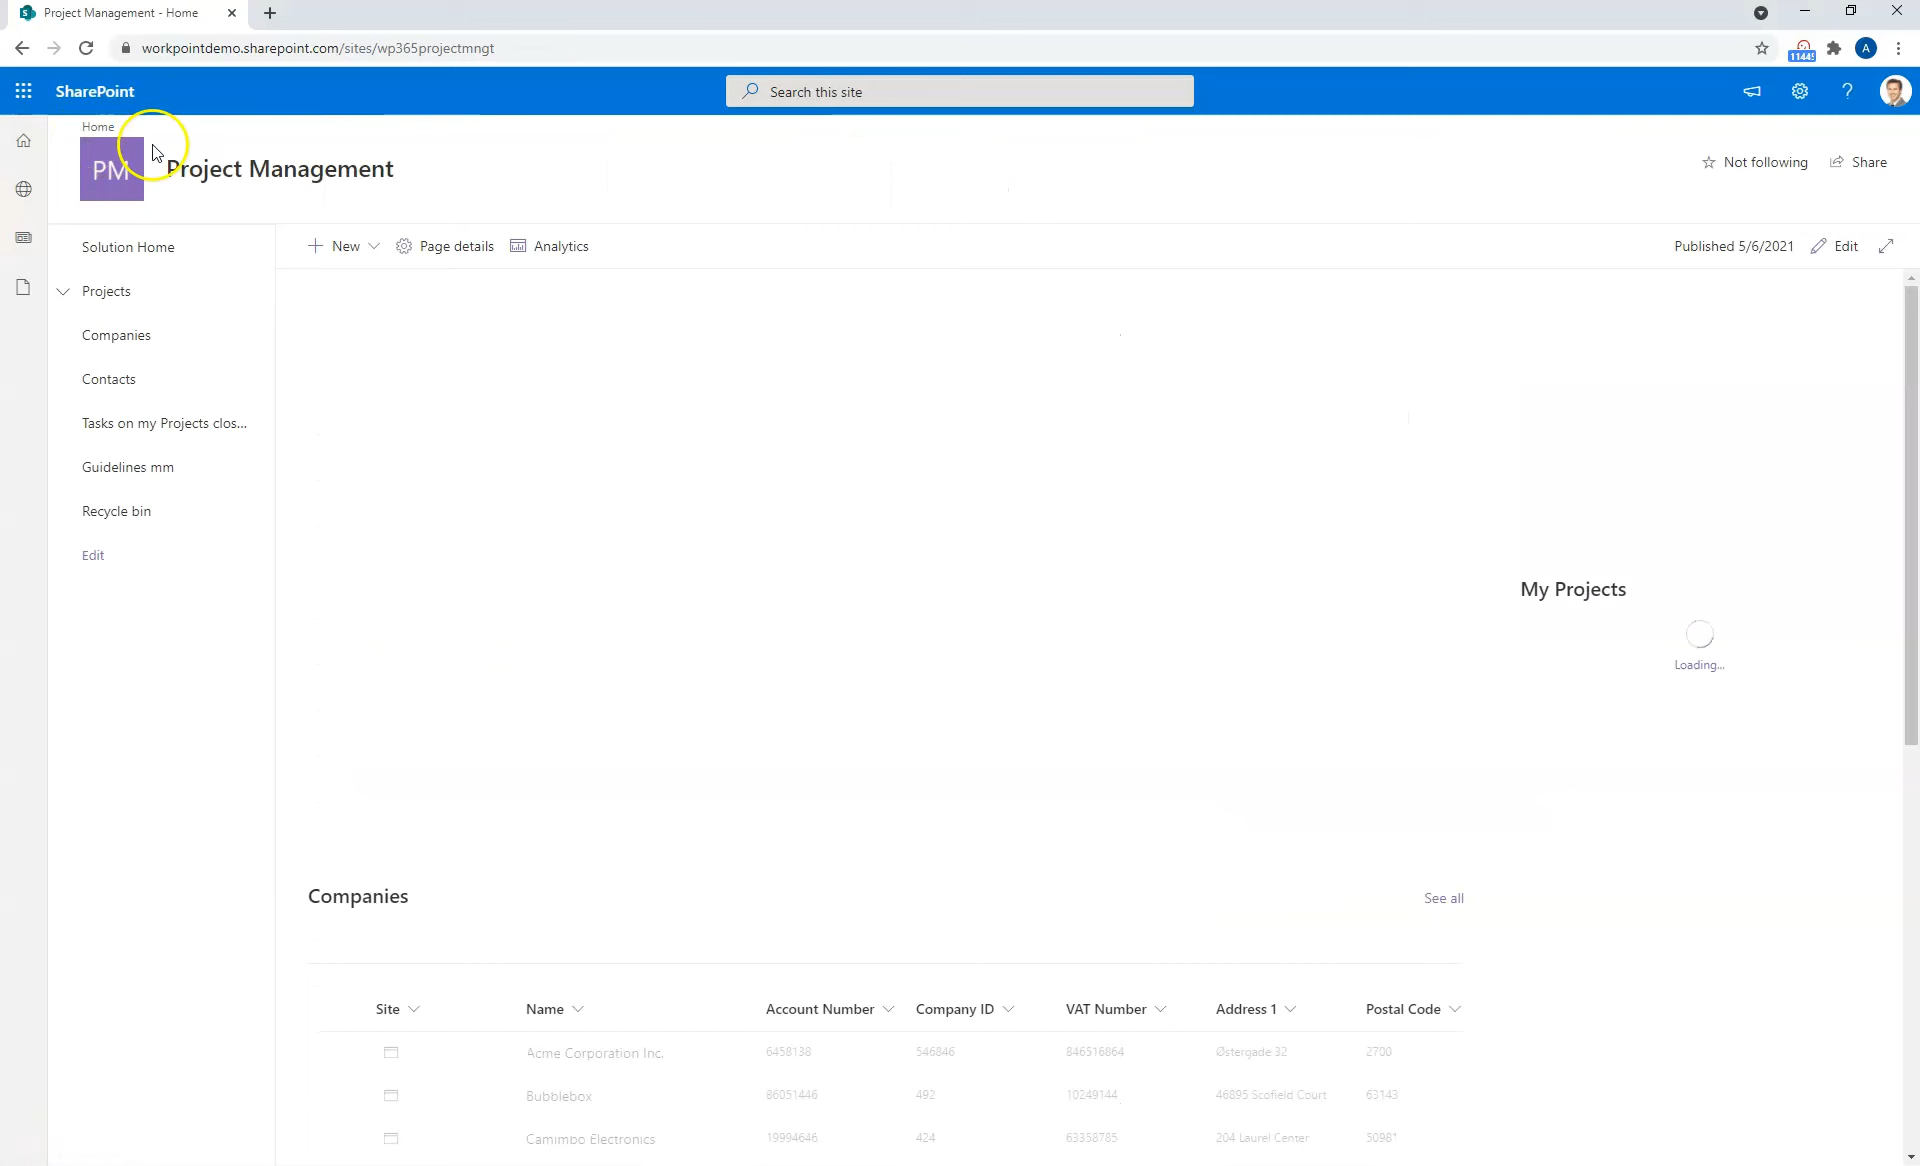 Project Management - Home
workpointdemo.sharepoint.com/sites/wp365projectmngt
11445
A
SharePoint
Search this site
Home
PM
Project Management
Not following
Share
Solution Home
Projects
Companies
Contacts
Tasks on my Projects clos...
Guidelines mm
Recycle bin
Edit
New
Page details
Analytics
Published 5/6/2021
Edit
My Projects
Loading...
Companies
See all
Site Name Account Number Company ID VAT Number Address 1 Postal Code
Acme Corporation Inc. 6458138 546846 846516864 Østergade 32 2700
Bubblebox 86051446 492 10249144 46895 Scofield Court 63143
Camimbo Electronics 19994646 424 63358785 204 Laurel Center